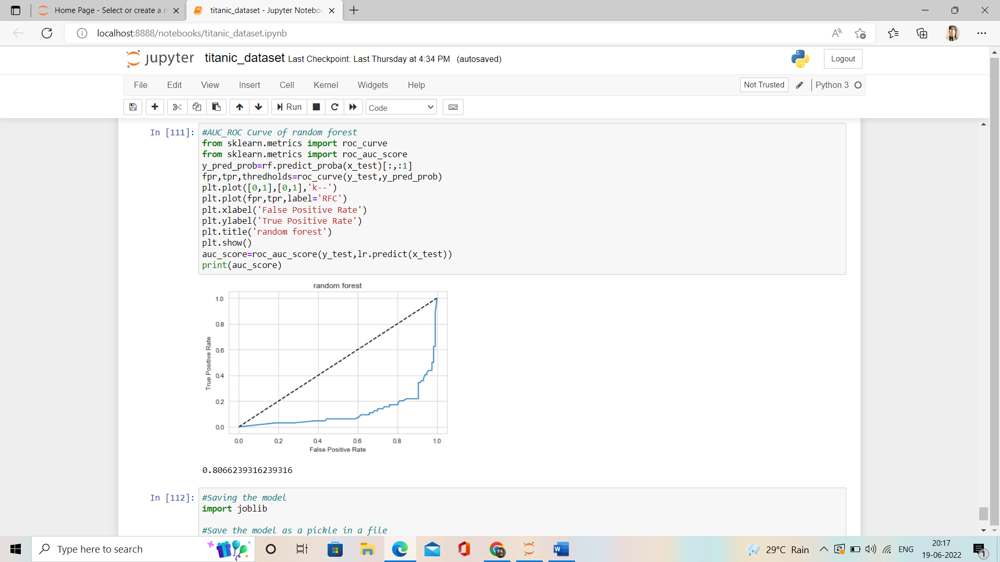 Home Page - Select or create a n
titanic_dataset - Jupyter Notebo
localhost:8888/notebooks/titanic_dataset.ipynb
jupyter titanic_dataset Last Checkpoint: Last Thursday at 4:34 PM (autosaved)
Logout
File Edit View Insert Cell Kernel Widgets Help
Not Trusted
Python 3
Run
Code
In [111]:
#AUC_ROC Curve of random forest
from sklearn.metrics import roc_curve
from sklearn.metrics import roc_auc_score
y_pred_prob=rf.predict_proba(x_test)[:,:1]
fpr,tpr,thredholds=roc_curve(y_test,y_pred_prob)
plt.plot([0,1],[0,1],'k--')
plt.plot(fpr,tpr,label='RFC')
plt.xlabel('False Positive Rate')
plt.ylabel('True Positive Rate')
plt.title('random forest')
plt.show()
auc_score=roc_auc_score(y_test,lr.predict(x_test))
print(auc_score)
random forest
True Positive Rate
1.0
0.8
0.6
0.4
0.2
0.0
0.0 0.2 0.4 0.6 0.8 1.0
False Positive Rate
0.8066239316239316
In [112]:
#Saving the model
import joblib
#Save the model as a pickle in a file
Type here to search
W
29°C Rain
ENG
20:17
19-06-2022
1